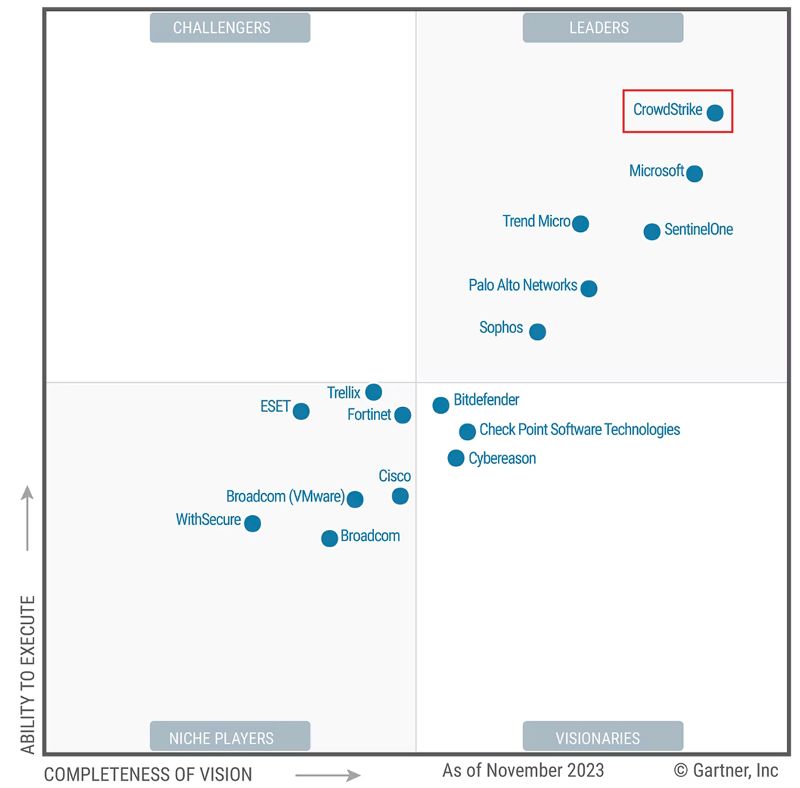 CHALLENGERS
LEADERS
CrowdStrike
Microsoft
Trend Micro
SentinelOne
Palo Alto Networks
Sophos
Trellix
ESET
Fortinet
Bitdefender
Check Point Software Technologies
Cybereason
Cisco
Broadcom (VMware)
WithSecure
Broadcom
ABILITY TO EXECUTE
NICHE PLAYERS
VISIONARIES
COMPLETENESS OF VISION
As of November 2023
© Gartner, Inc